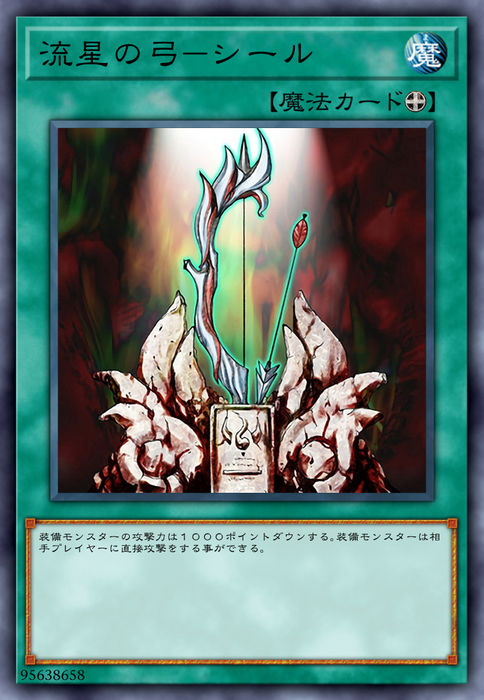 流星の弓－シール
魔
【魔法カード】
装備モンスターの攻撃力は１０００ポイントダウンする。装備モンスターは相
手プレイヤーに直接攻撃をする事ができる。
95638658